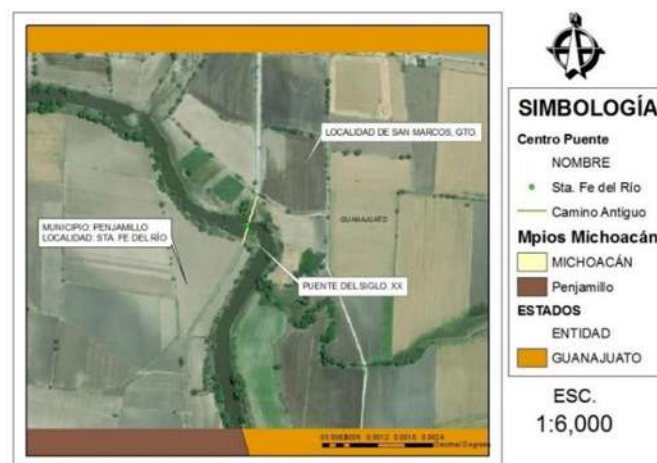 LOCALIDAD DE SAN MARCOS, GTO.
GUANAJUATO
MUNICIPIO: PENJAMILLO
LOCALIDAD: STA. FE DEL RÍO
PUENTE DEL SIGLO. XX
Decimal Degrees
SIMBOLOGÍA
Centro Puente
NOMBRE
Sta. Fe del Río
Camino Antiguo
Mpios Michoacán
MICHOACÁN
Penjamillo
ESTADOS
ENTIDAD
GUANAJUATO
ESC.
1:6,000